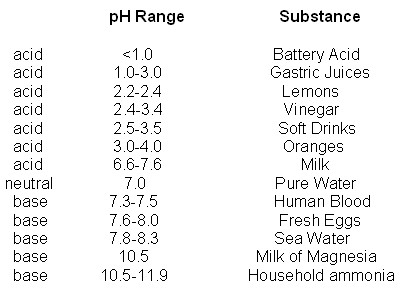 pH Range Substance
acid <1.0 Battery Acid
acid 1.0-3.0 Gastric Juices
acid 2.2-2.4 Lemons
acid 2.4-3.4 Vinegar
acid 2.5-3.5 Soft Drinks
acid 3.0-4.0 Oranges
acid 6.6-7.6 Milk
neutral 7.0 Pure Water
base 7.3-7.5 Human Blood
base 7.6-8.0 Fresh Eggs
base 7.8-8.3 Sea Water
base 10.5 Milk of Magnesia
base 10.5-11.9 Household ammonia